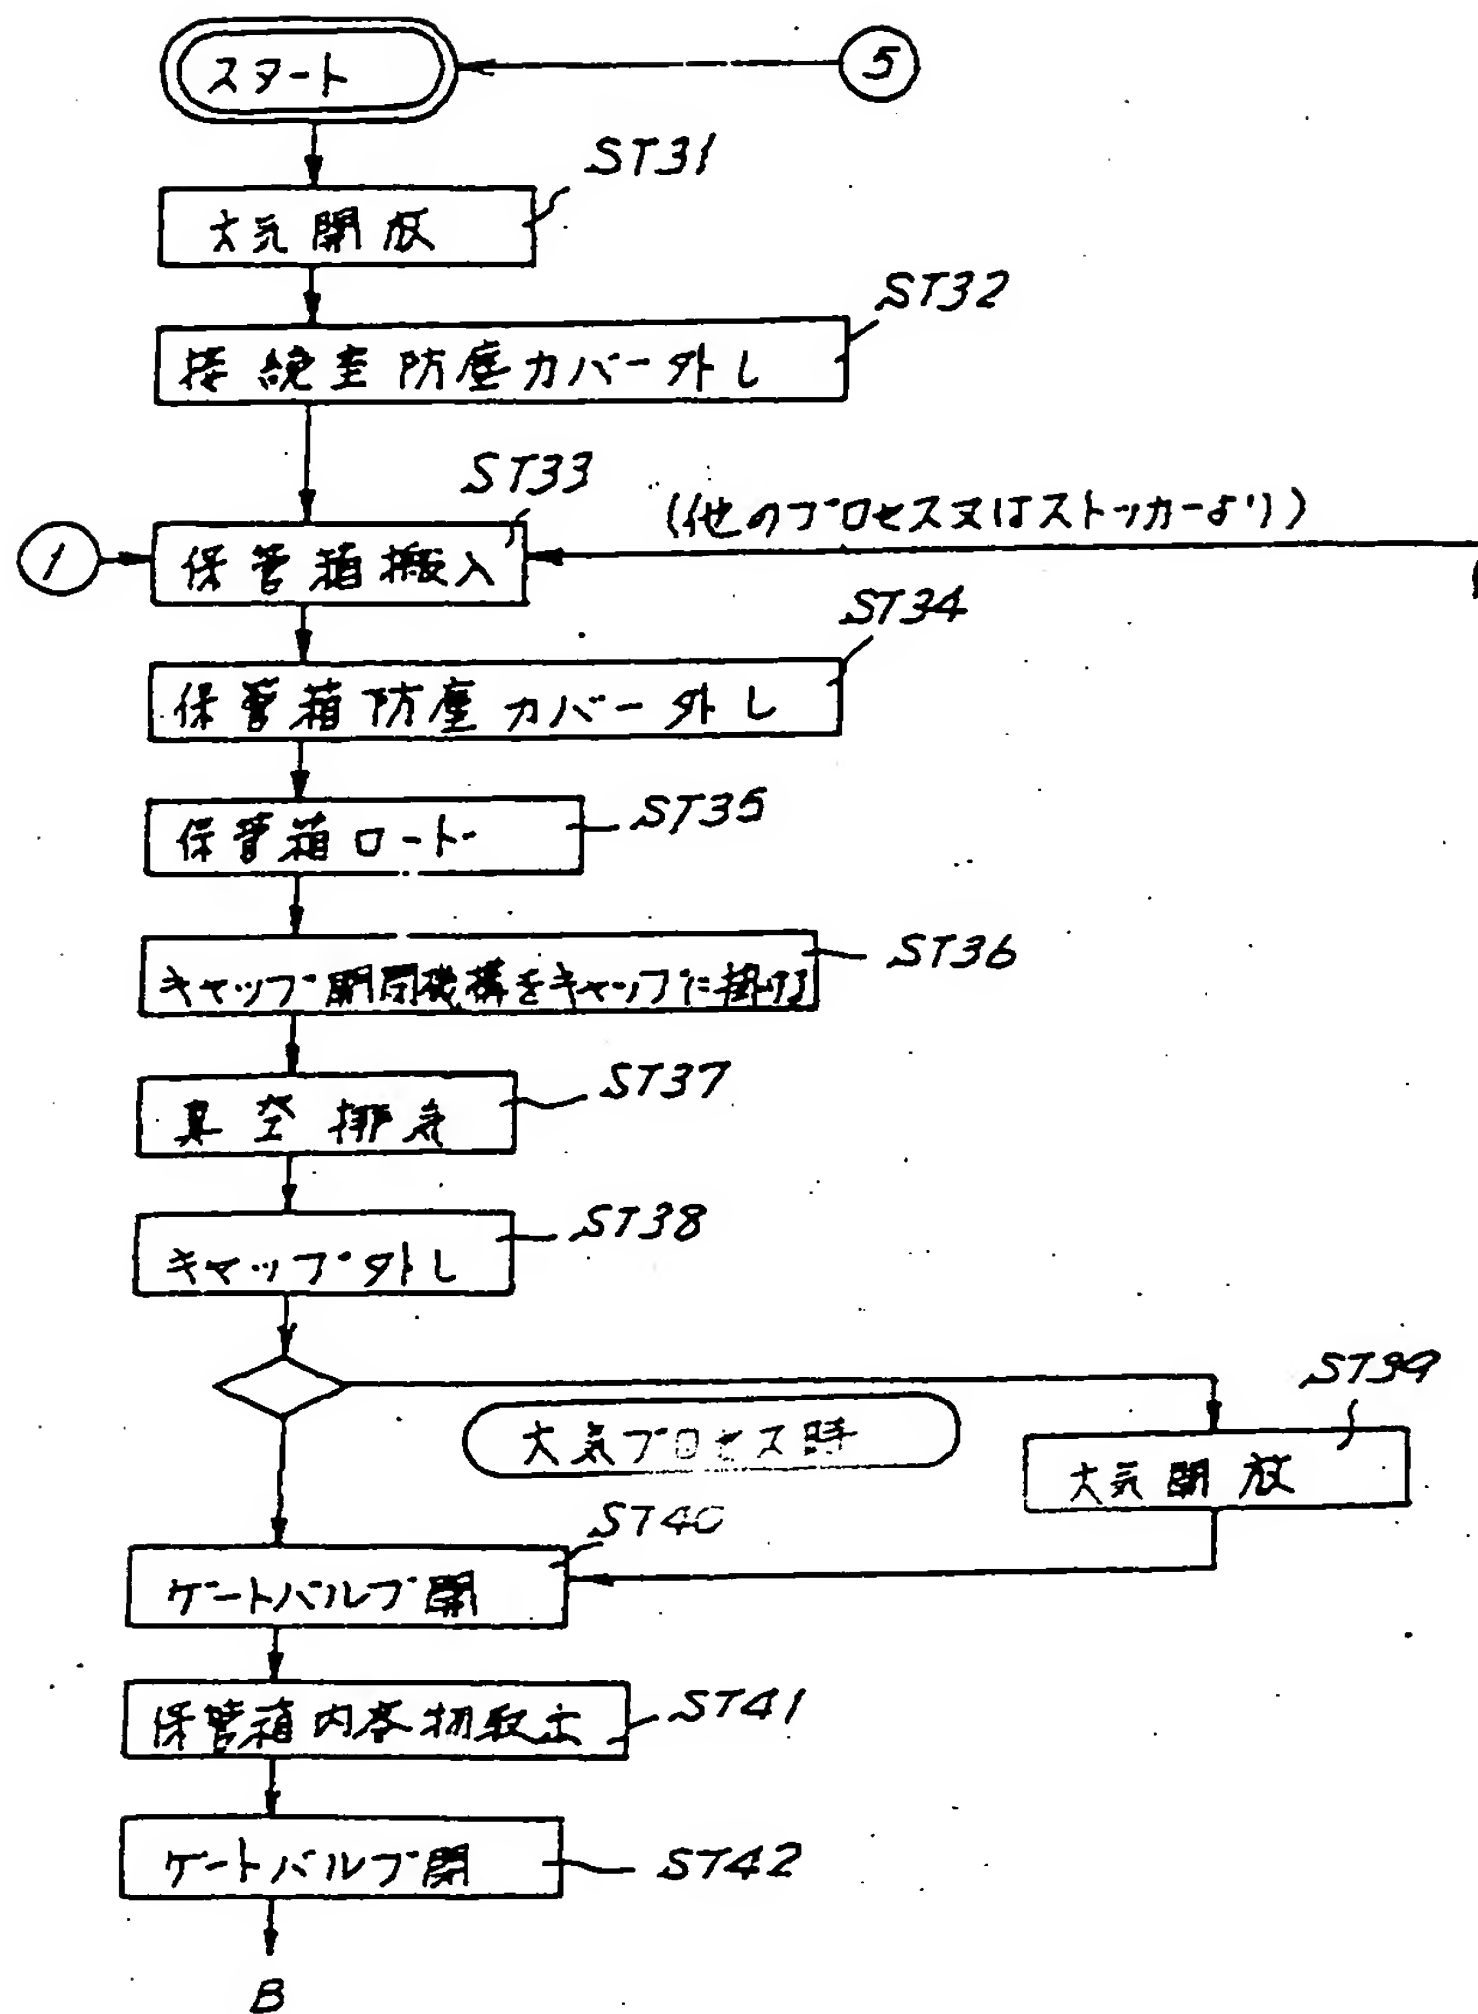 スタート
5
ST31
大気開放
ST32
接続室防塵カバー外し
ST33
(他のプロセス又はストッカーより)
1
保管箱搬入
ST34
保管箱防塵カバー外し
ST35
保管箱ロード
ST36
キャップ開閉機構をキャップに掛ける
ST37
真空排気
ST38
キャップ外し
ST39
大気プロセス時
大気開放
ST40
ゲートバルブ開
ST41
保管箱内容物取出
ST42
ゲートバルブ閉
B